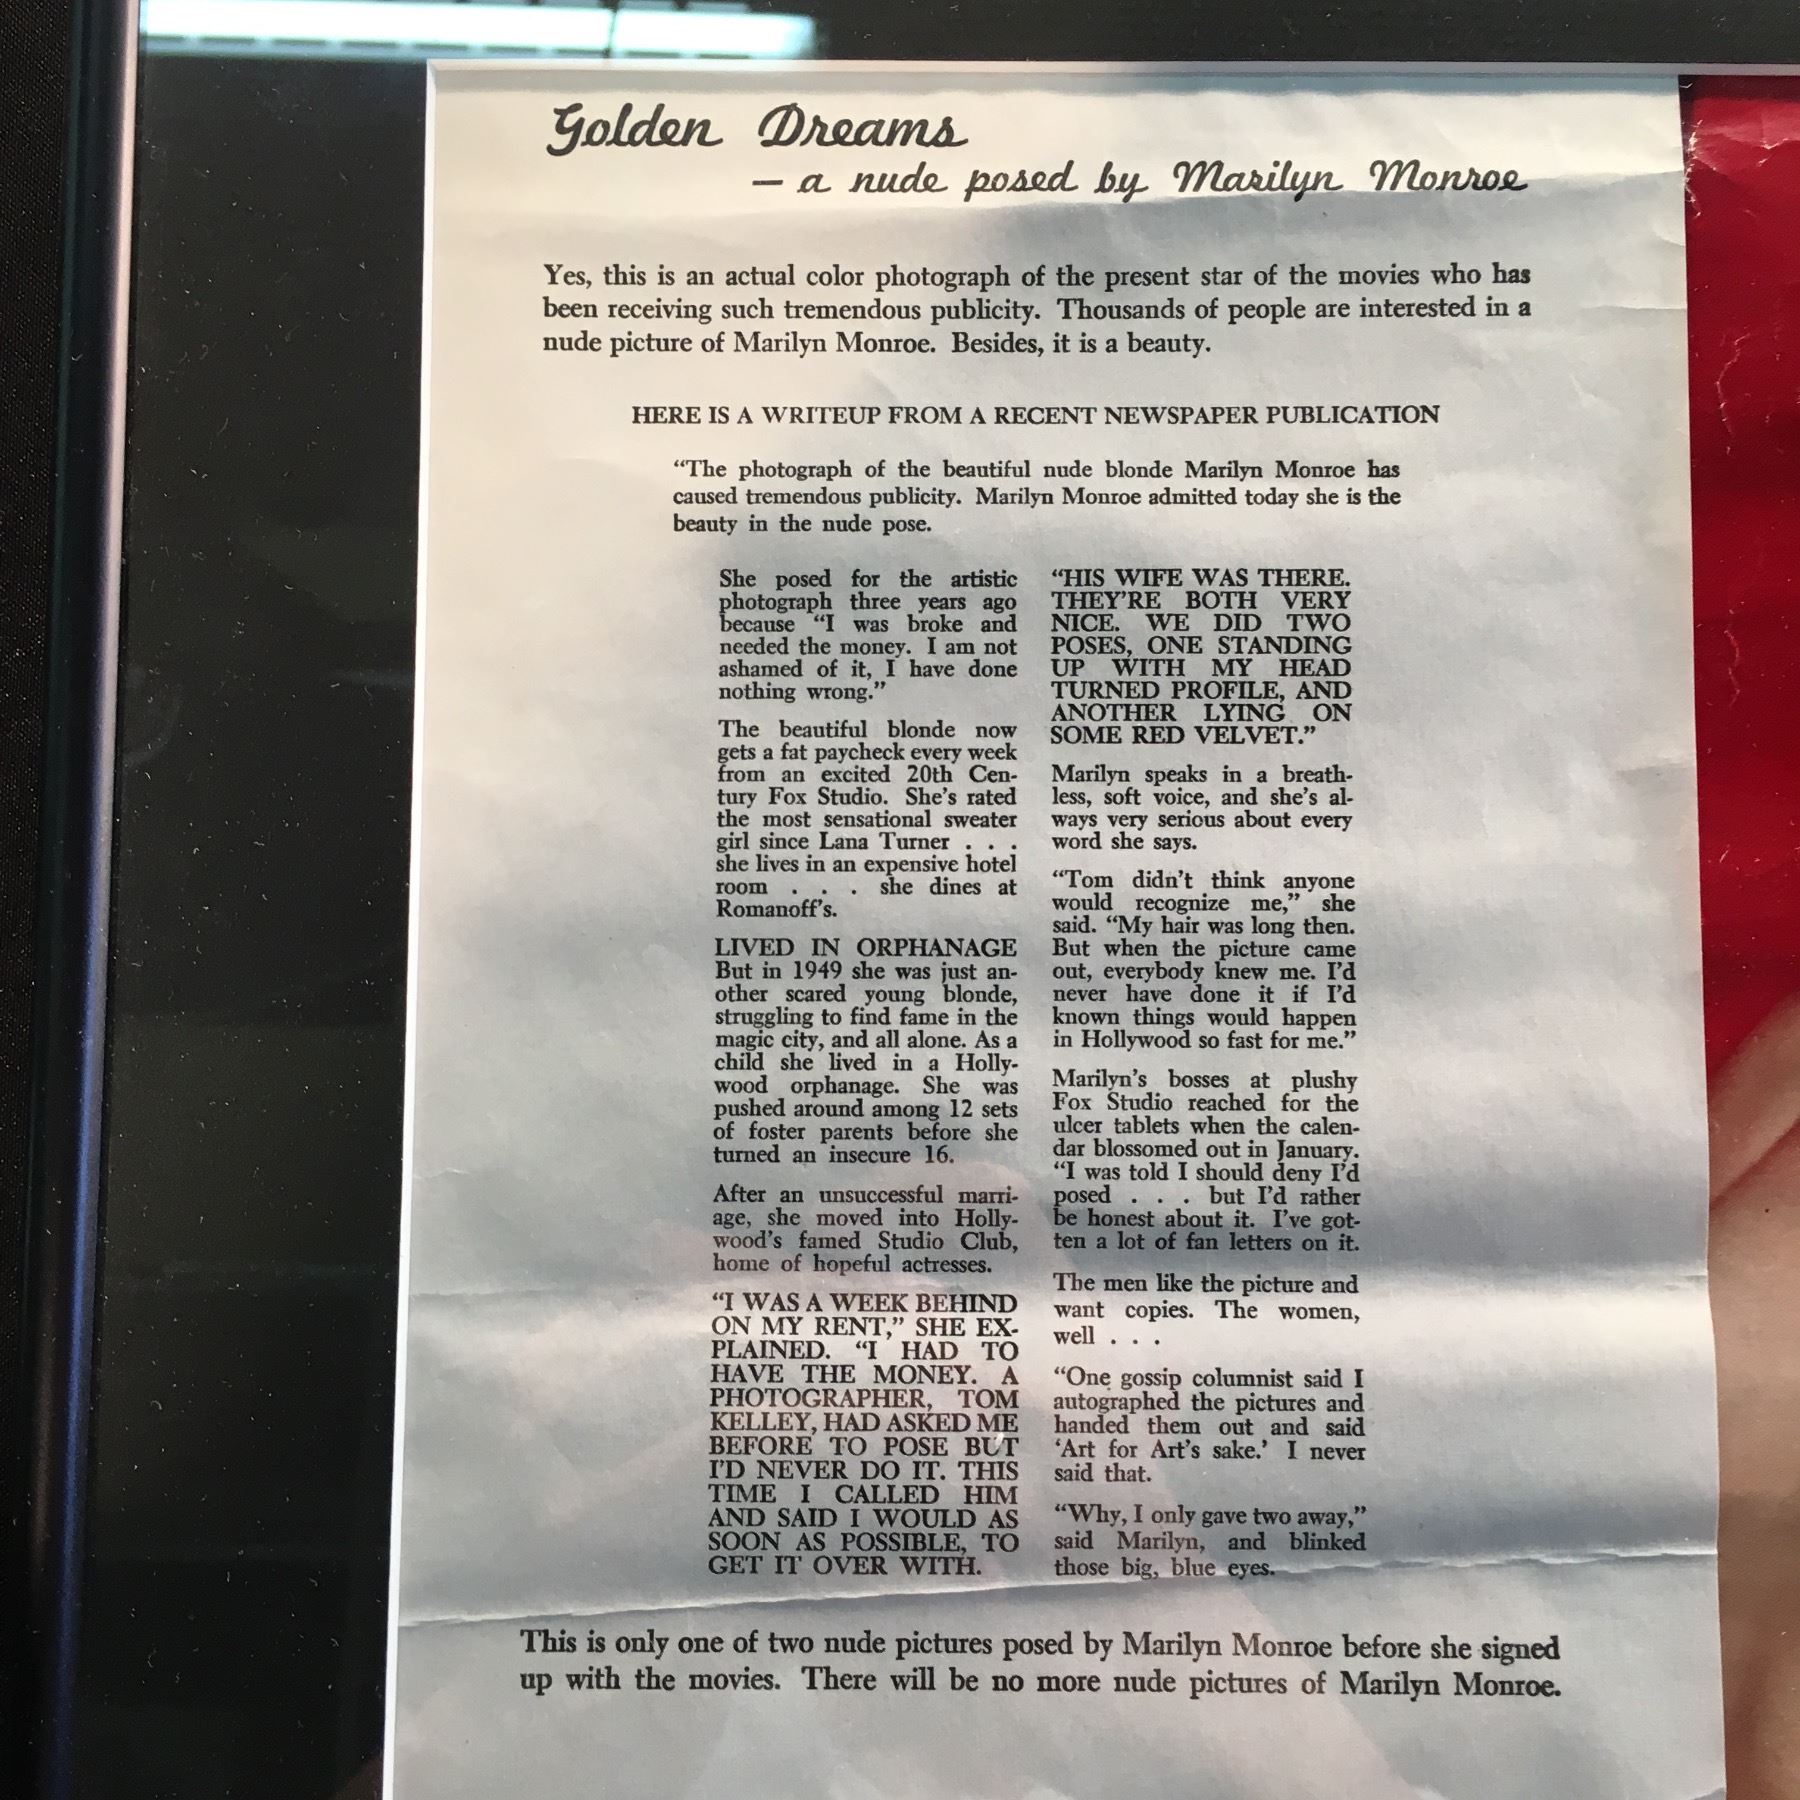 Golden Dreams
— a nude posed by Marilyn Monroe
Yes, this is an actual color photograph of the present star of the movies who has
been receiving such tremendous publicity. Thousands of people are interested in a
nude picture of Marilyn Monroe. Besides, it is a beauty.
HERE IS A WRITEUP FROM A RECENT NEWSPAPER PUBLICATION
“The photograph of the beautiful nude blonde Marilyn Monroe has
caused tremendous publicity. Marilyn Monroe admitted today she is the
beauty in the nude pose.
She posed for the artistic
photograph three years ago
because “I was broke and
needed the money. I am not
ashamed of it, I have done
nothing wrong.”
The beautiful blonde now
gets a fat paycheck every week
from an excited 20th Cen-
tury Fox Studio. She’s rated
the most sensational sweater
girl since Lana Turner . . .
she lives in an expensive hotel
room . . . she dines at
Romanoff’s.
LIVED IN ORPHANAGE
But in 1949 she was just an-
other scared young blonde,
struggling to find fame in the
magic city, and all alone. As a
child she lived in a Holly-
wood orphanage. She was
pushed around among 12 sets
of foster parents before she
turned an insecure 16.
After an unsuccessful marri-
age, she moved into Holly-
wood’s famed Studio Club,
home of hopeful actresses.
“I WAS A WEEK BEHIND
ON MY RENT,” SHE EX-
PLAINED. “I HAD TO
HAVE THE MONEY. A
PHOTOGRAPHER, TOM
KELLEY, HAD ASKED ME
BEFORE TO POSE BUT
I’D NEVER DO IT. THIS
TIME I CALLED HIM
AND SAID I WOULD AS
SOON AS POSSIBLE, TO
GET IT OVER WITH.
“HIS WIFE WAS THERE.
THEY’RE BOTH VERY
NICE. WE DID TWO
POSES, ONE STANDING
UP WITH MY HEAD
TURNED PROFILE, AND
ANOTHER LYING ON
SOME RED VELVET.”
Marilyn speaks in a breath-
less, soft voice, and she’s al-
ways very serious about every
word she says.
“Tom didn’t think anyone
would recognize me,” she
said. “My hair was long then.
But when the picture came
out, everybody knew me. I’d
never have done it if I’d
known things would happen
in Hollywood so fast for me.”
Marilyn’s bosses at plushy
Fox Studio reached for the
ulcer tablets when the calen-
dar blossomed out in January.
“I was told I should deny I’d
posed . . . but I’d rather
be honest about it. I’ve got-
ten a lot of fan letters on it.
The men like the picture and
want copies. The women,
well . . .
“One gossip columnist said I
autographed the pictures and
handed them out and said
‘Art for Art’s sake.’ I never
said that.
“Why, I only gave two away,”
said Marilyn, and blinked
those big, blue eyes.
This is only one of two nude pictures posed by Marilyn Monroe before she signed
up with the movies. There will be no more nude pictures of Marilyn Monroe.